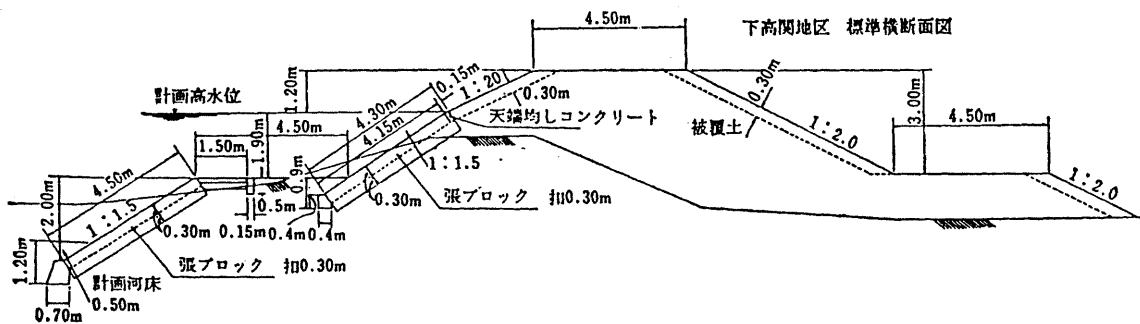 4.50m
下高関地区 標準横断面図
計画高水位
1.20m
0.15m
1:20
0.30m
4.30m
4.15m
天端均しコンクリート
0.30m
被覆土
1:2.0
3.00m
4.50m
1:2.0
4.50m
1.50m
1.90m
4.50m
2.00m
1:1.5
0.30m
0.15m
0.5m
0.9m
0.4m
0.4m
1:1.5
0.30m
張ブロック 扣0.30m
張ブロック 扣0.30m
1.20m
計画河床
0.50m
0.70m